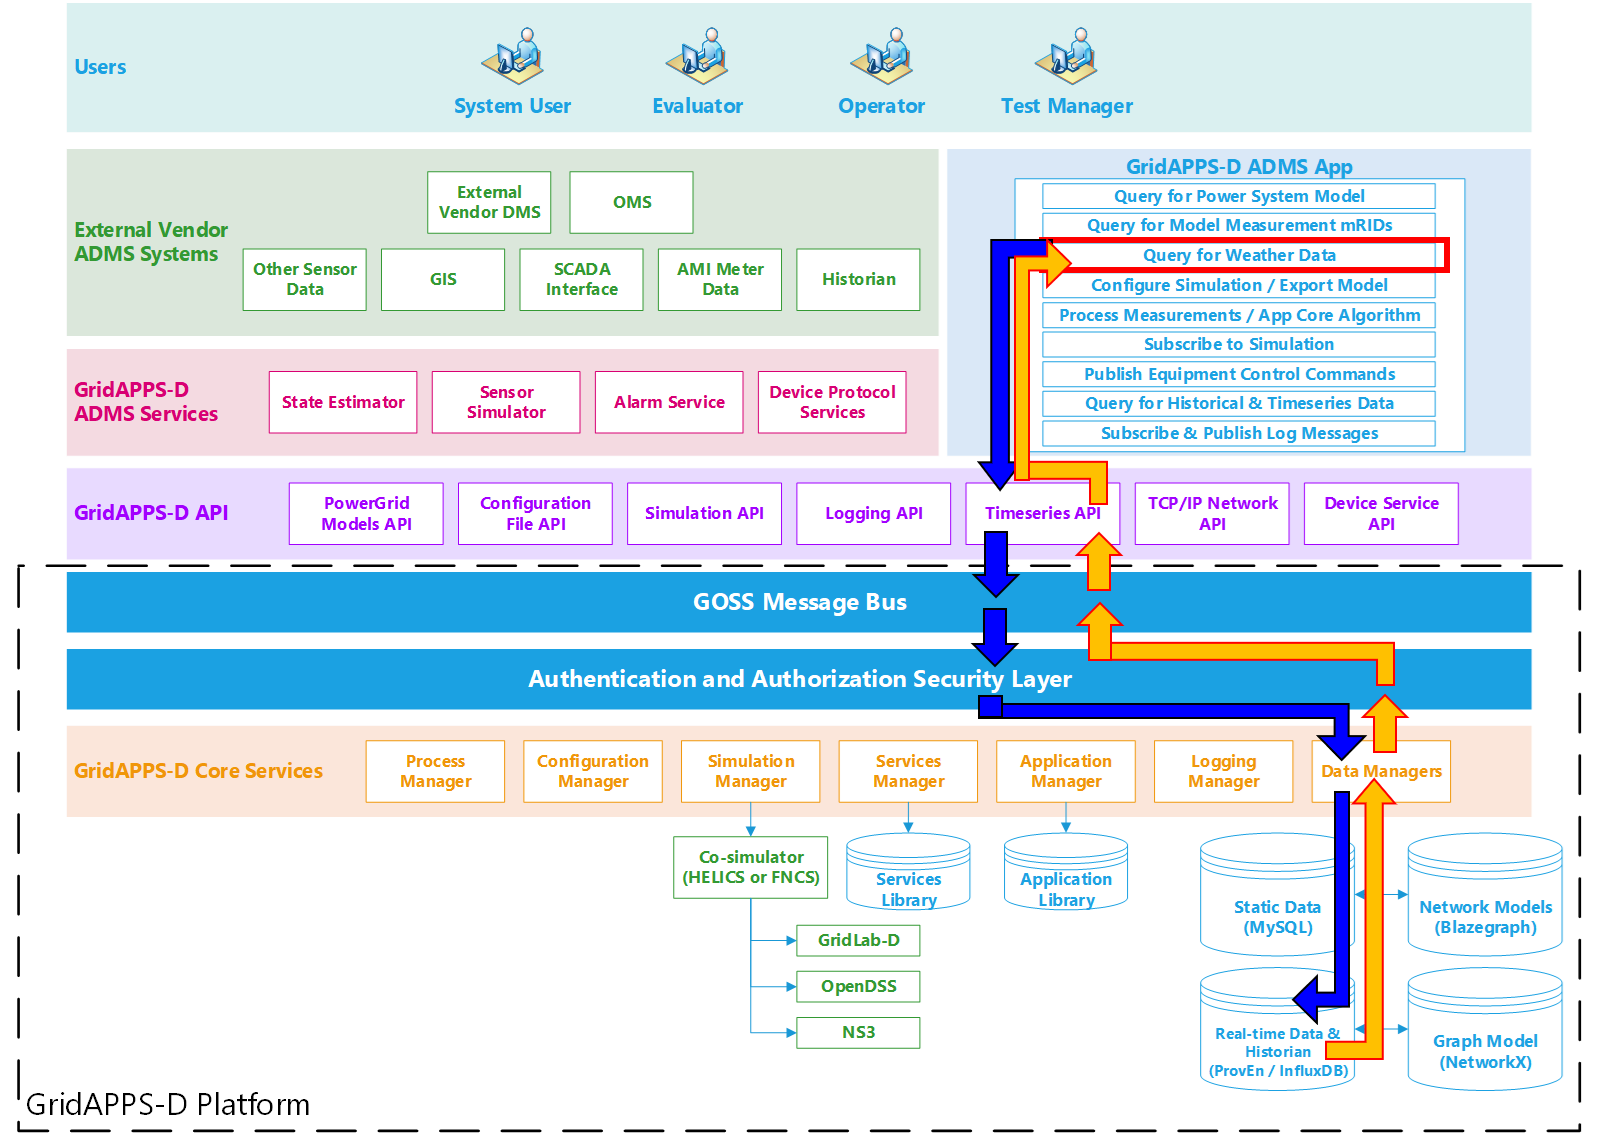 Users
System User
Evaluator
Operator
Test Manager
External Vendor
ADMS Systems
External
Vendor DMS
OMS
Other Sensor
Data
GIS
SCADA
Interface
AMI Meter
Data
Historian
GridAPPS-D ADMS App
Query for Power System Model
Query for Model Measurement mRIDs
Query for Weather Data
Configure Simulation / Export Model
Process Measurements / App Core Algorithm
Subscribe to Simulation
Publish Equipment Control Commands
Query for Historical & Timeseries Data
Subscribe & Publish Log Messages
GridAPPS-D
ADMS Services
State Estimator
Sensor
Simulator
Alarm Service
Device Protocol
Services
GridAPPS-D API
PowerGrid
Models API
Configuration
File API
Simulation API
Logging API
Timeseries API
TCP/IP Network
API
Device Service
API
GOSS Message Bus
Authentication and Authorization Security Layer
GridAPPS-D Core Services
Process
Manager
Configuration
Manager
Simulation
Manager
Services
Manager
Application
Manager
Logging
Manager
Data Managers
Co-simulator
(HELICS or FNCS)
Services
Library
Application
Library
GridLab-D
OpenDSS
NS3
Static Data
(MySQL)
Network Models
(Blazegraph)
Real-time Data &
Historian
(ProvEn / InfluxDB)
Graph Model
(NetworkX)
GridAPPS-D Platform